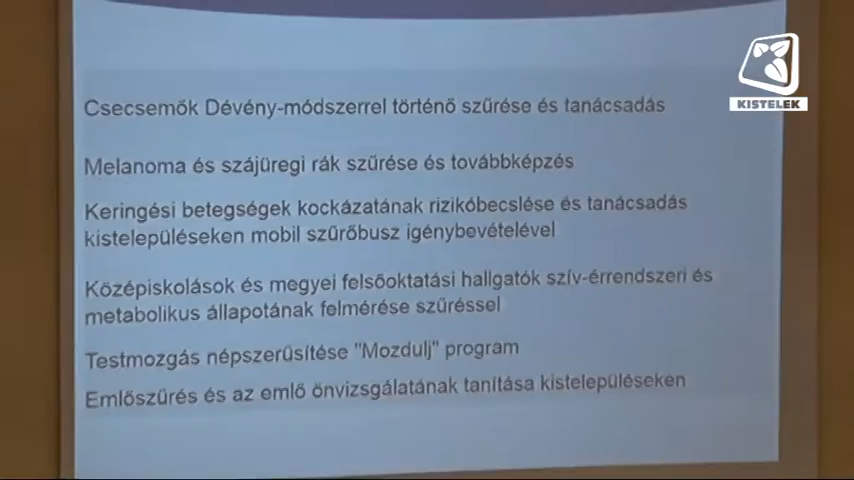 KISTELEK
Csecsemők Dévény-módszerrel történő szűrése és tanácsadás
Melanoma és szájüregi rák szűrése és továbbképzés
Keringési betegségek kockázatának rizikóbecslése és tanácsadás
kistelepüléseken mobil szűrőbusz igénybevételével
Középiskolások és megyei felsőoktatási hallgatók szív-érrendszeri és
metabolikus állapotának felmérése szűréssel
Testmozgás népszerűsítése "Mozdulj" program
Emlőszűrés és az emlő önvizsgálatának tanítása kistelepüléseken